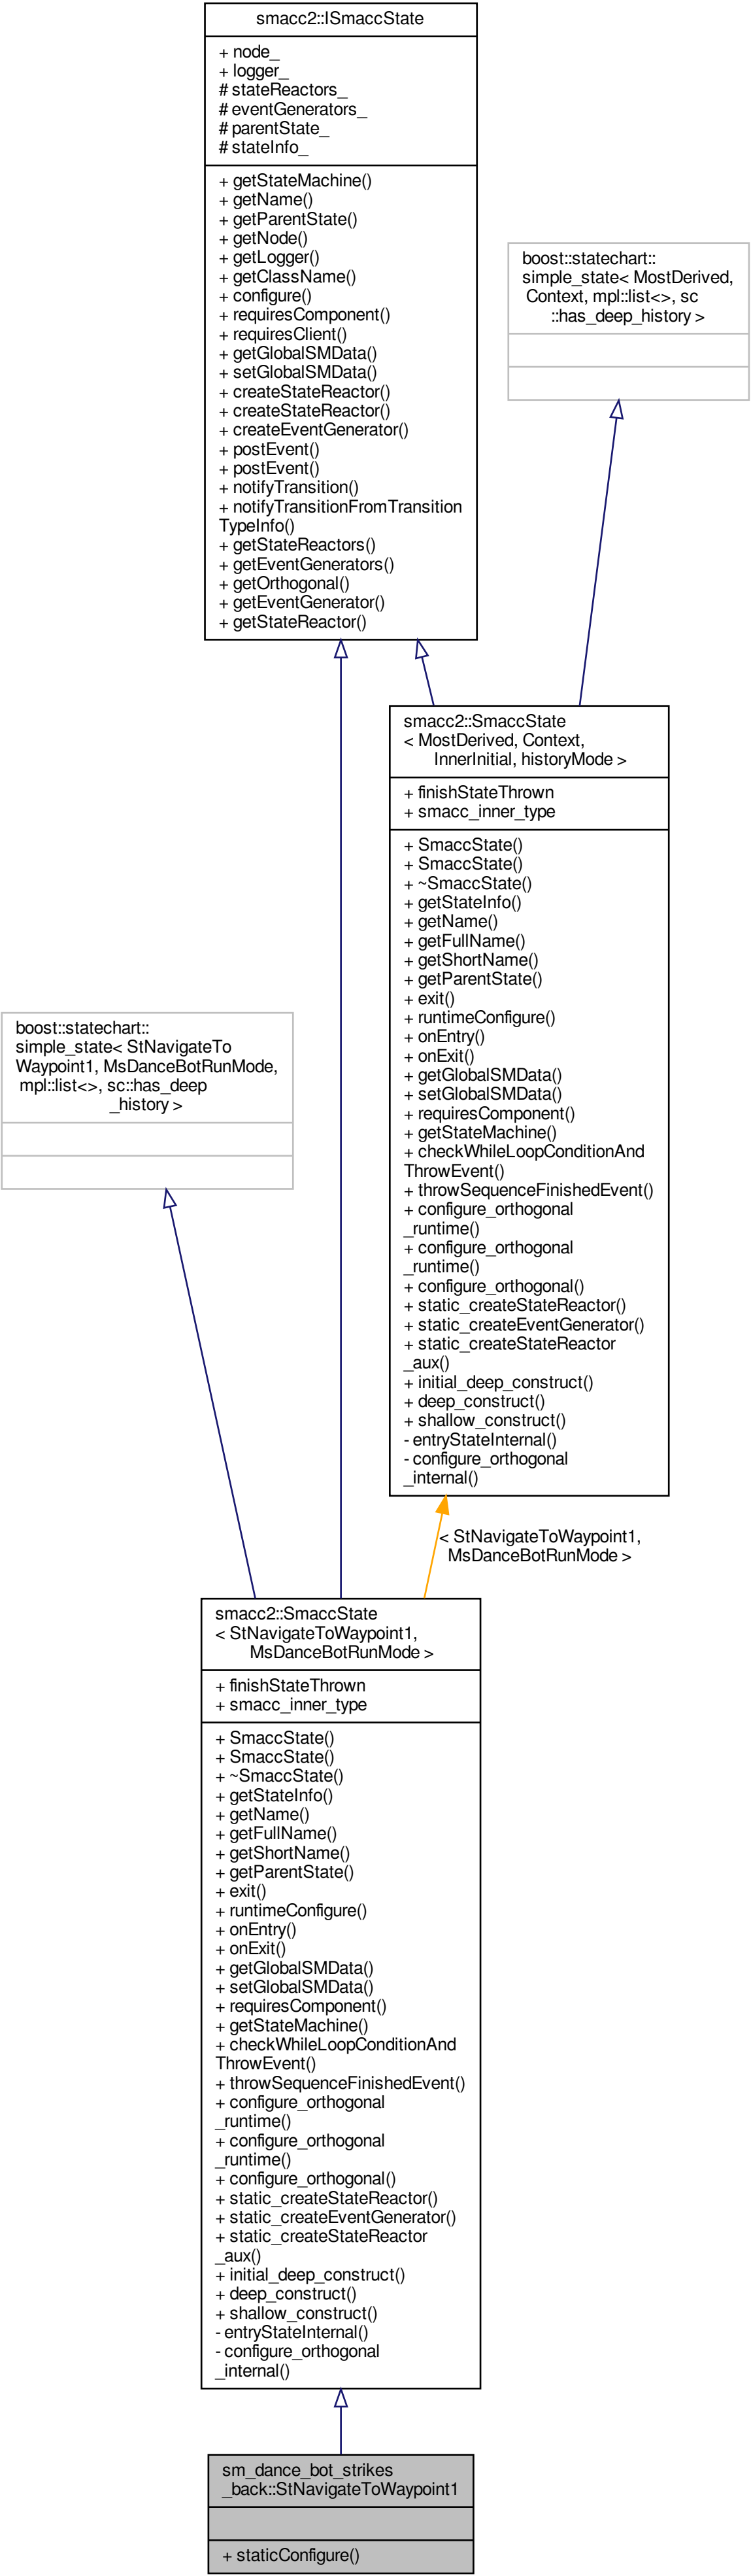 smacc2::ISmaccState
+ node_
+ logger_
# stateReactors_
# eventGenerators_
# parentState_
# stateInfo_
+ getStateMachine()
+ getName()
+ getParentState()
+ getNode()
+ getLogger()
+ getClassName()
+ configure()
+ requiresComponent()
+ requiresClient()
+ getGlobalSMData()
+ setGlobalSMData()
+ createStateReactor()
+ createStateReactor()
+ createEventGenerator()
+ postEvent()
+ postEvent()
+ notifyTransition()
+ notifyTransitionFromTransition
TypeInfo()
+ getStateReactors()
+ getEventGenerators()
+ getOrthogonal()
+ getEventGenerator()
+ getStateReactor()
boost::statechart::
simple_state< MostDerived,
Context, mpl::list<>, sc
::has_deep_history >
smacc2::SmaccState
< MostDerived, Context,
InnerInitial, historyMode >
+ finishStateThrown
+ smacc_inner_type
+ SmaccState()
+ SmaccState()
+ ~SmaccState()
+ getStateInfo()
+ getName()
+ getFullName()
+ getShortName()
+ getParentState()
+ exit()
+ runtimeConfigure()
+ onEntry()
+ onExit()
+ getGlobalSMData()
+ setGlobalSMData()
+ requiresComponent()
+ getStateMachine()
+ checkWhileLoopConditionAnd
ThrowEvent()
+ throwSequenceFinishedEvent()
+ configure_orthogonal
_runtime()
+ configure_orthogonal
_runtime()
+ configure_orthogonal()
+ static_createStateReactor()
+ static_createEventGenerator()
+ static_createStateReactor
_aux()
+ initial_deep_construct()
+ deep_construct()
+ shallow_construct()
- entryStateInternal()
- configure_orthogonal
_internal()
boost::statechart::
simple_state< StNavigateTo
Waypoint1, MsDanceBotRunMode,
mpl::list<>, sc::has_deep
_history >
< StNavigateToWaypoint1,
MsDanceBotRunMode >
smacc2::SmaccState
< StNavigateToWaypoint1,
MsDanceBotRunMode >
+ finishStateThrown
+ smacc_inner_type
+ SmaccState()
+ SmaccState()
+ ~SmaccState()
+ getStateInfo()
+ getName()
+ getFullName()
+ getShortName()
+ getParentState()
+ exit()
+ runtimeConfigure()
+ onEntry()
+ onExit()
+ getGlobalSMData()
+ setGlobalSMData()
+ requiresComponent()
+ getStateMachine()
+ checkWhileLoopConditionAnd
ThrowEvent()
+ throwSequenceFinishedEvent()
+ configure_orthogonal
_runtime()
+ configure_orthogonal
_runtime()
+ configure_orthogonal()
+ static_createStateReactor()
+ static_createEventGenerator()
+ static_createStateReactor
_aux()
+ initial_deep_construct()
+ deep_construct()
+ shallow_construct()
- entryStateInternal()
- configure_orthogonal
_internal()
sm_dance_bot_strikes
_back::StNavigateToWaypoint1
+ staticConfigure()